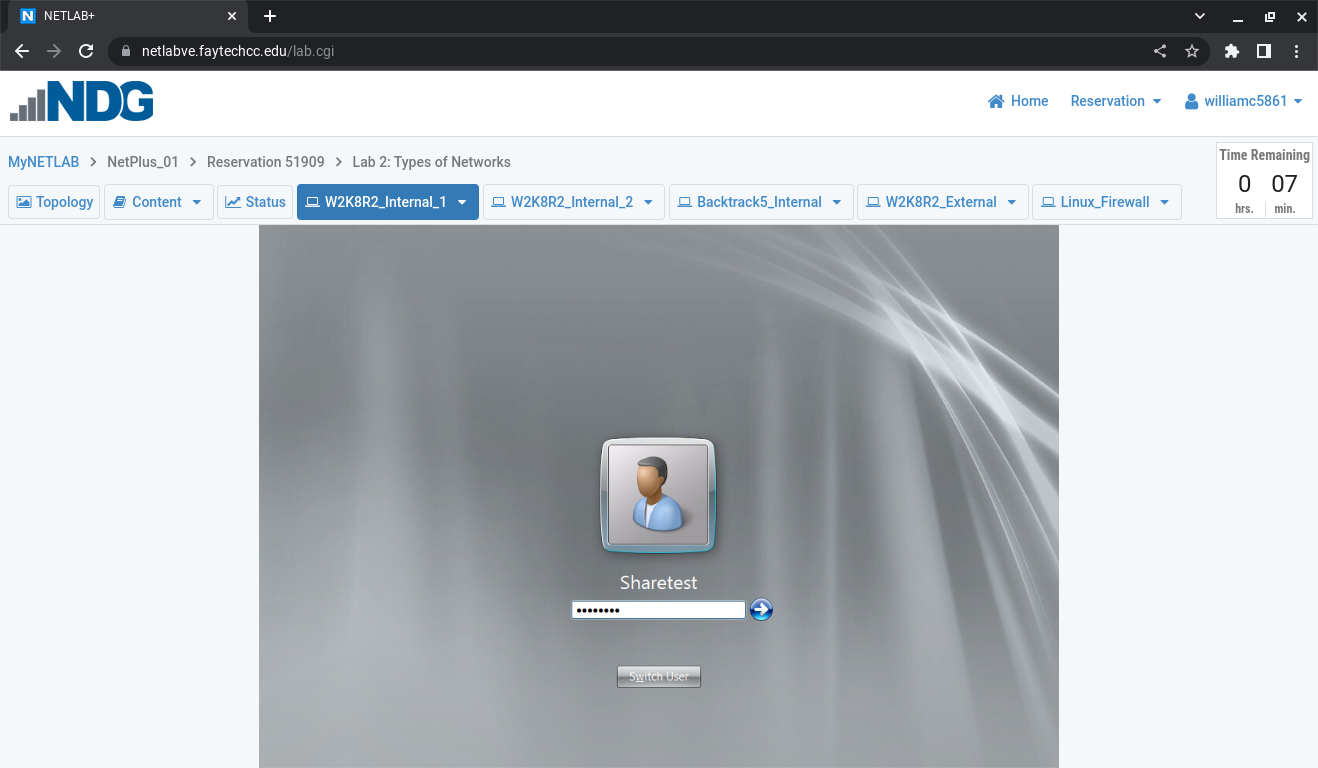 NETLAB+
netlabve.faytechcc.edu/lab.cgi
NDG
Home Reservation williamc5861
MyNETLAB > NetPlus_01 > Reservation 51909 > Lab 2: Types of Networks
Time Remaining
0 07
hrs. min.
Topology Content Status W2K8R2_Internal_1 W2K8R2_Internal_2 Backtrack5_Internal W2K8R2_External Linux_Firewall
Sharetest
••••••••
Switch User